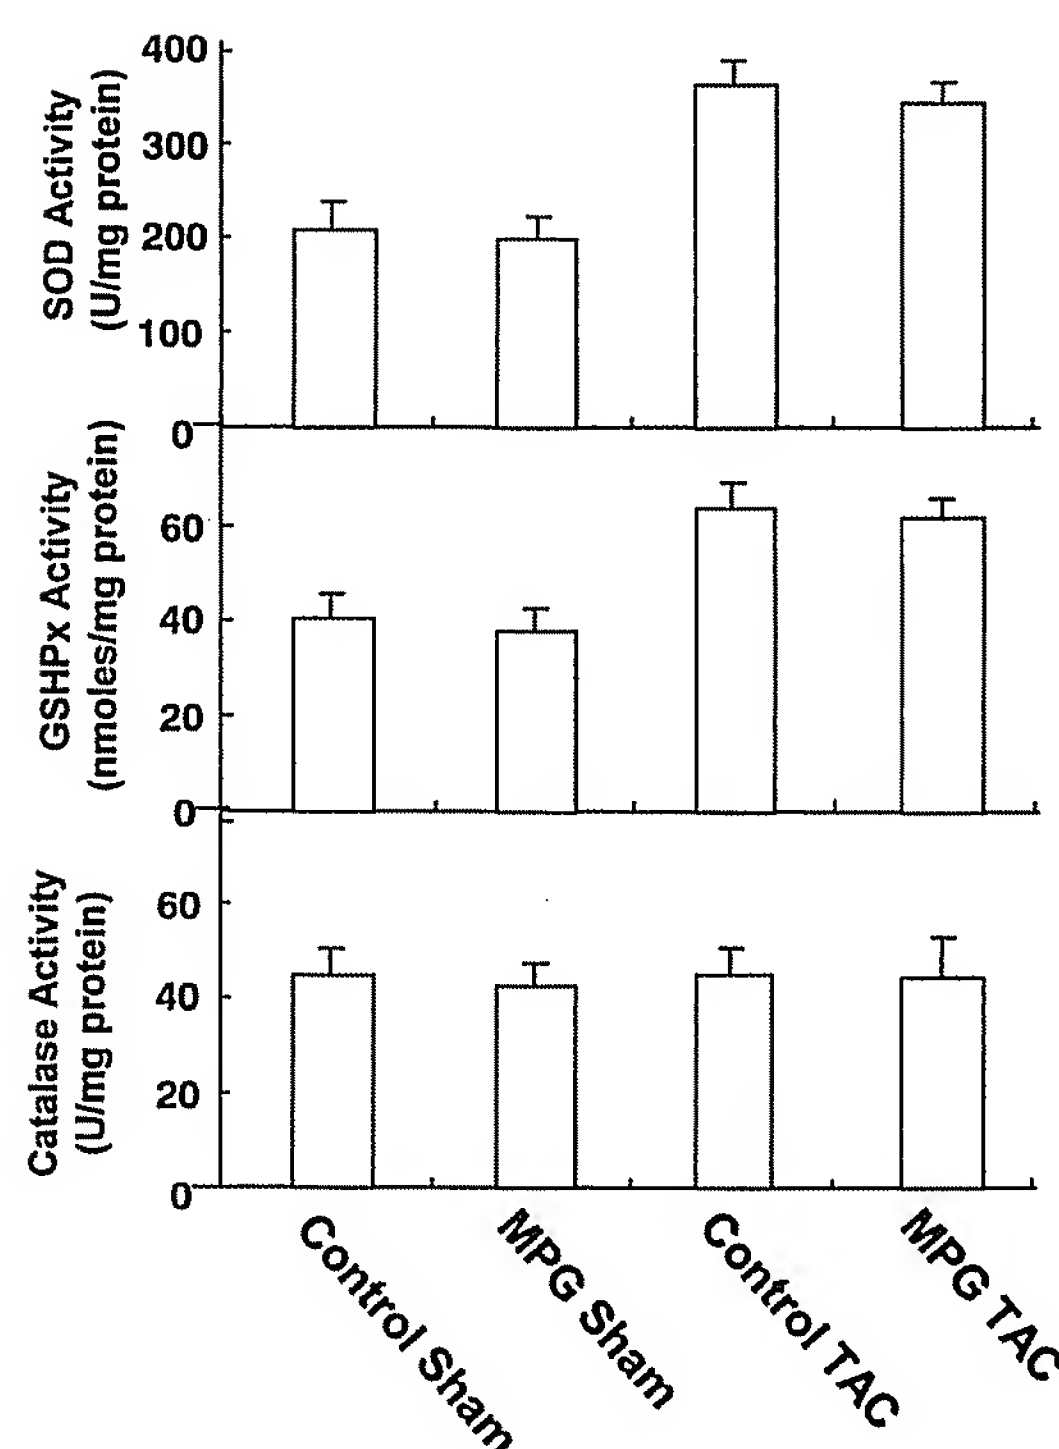 SOD Activity
(U/mg protein)
400
300
200
100
0
GSHPx Activity
(nmoles/mg protein)
60
40
20
0
Catalase Activity
(U/mg protein)
60
40
20
0
Control Sham
MPG Sham
Control TAC
MPG TAC